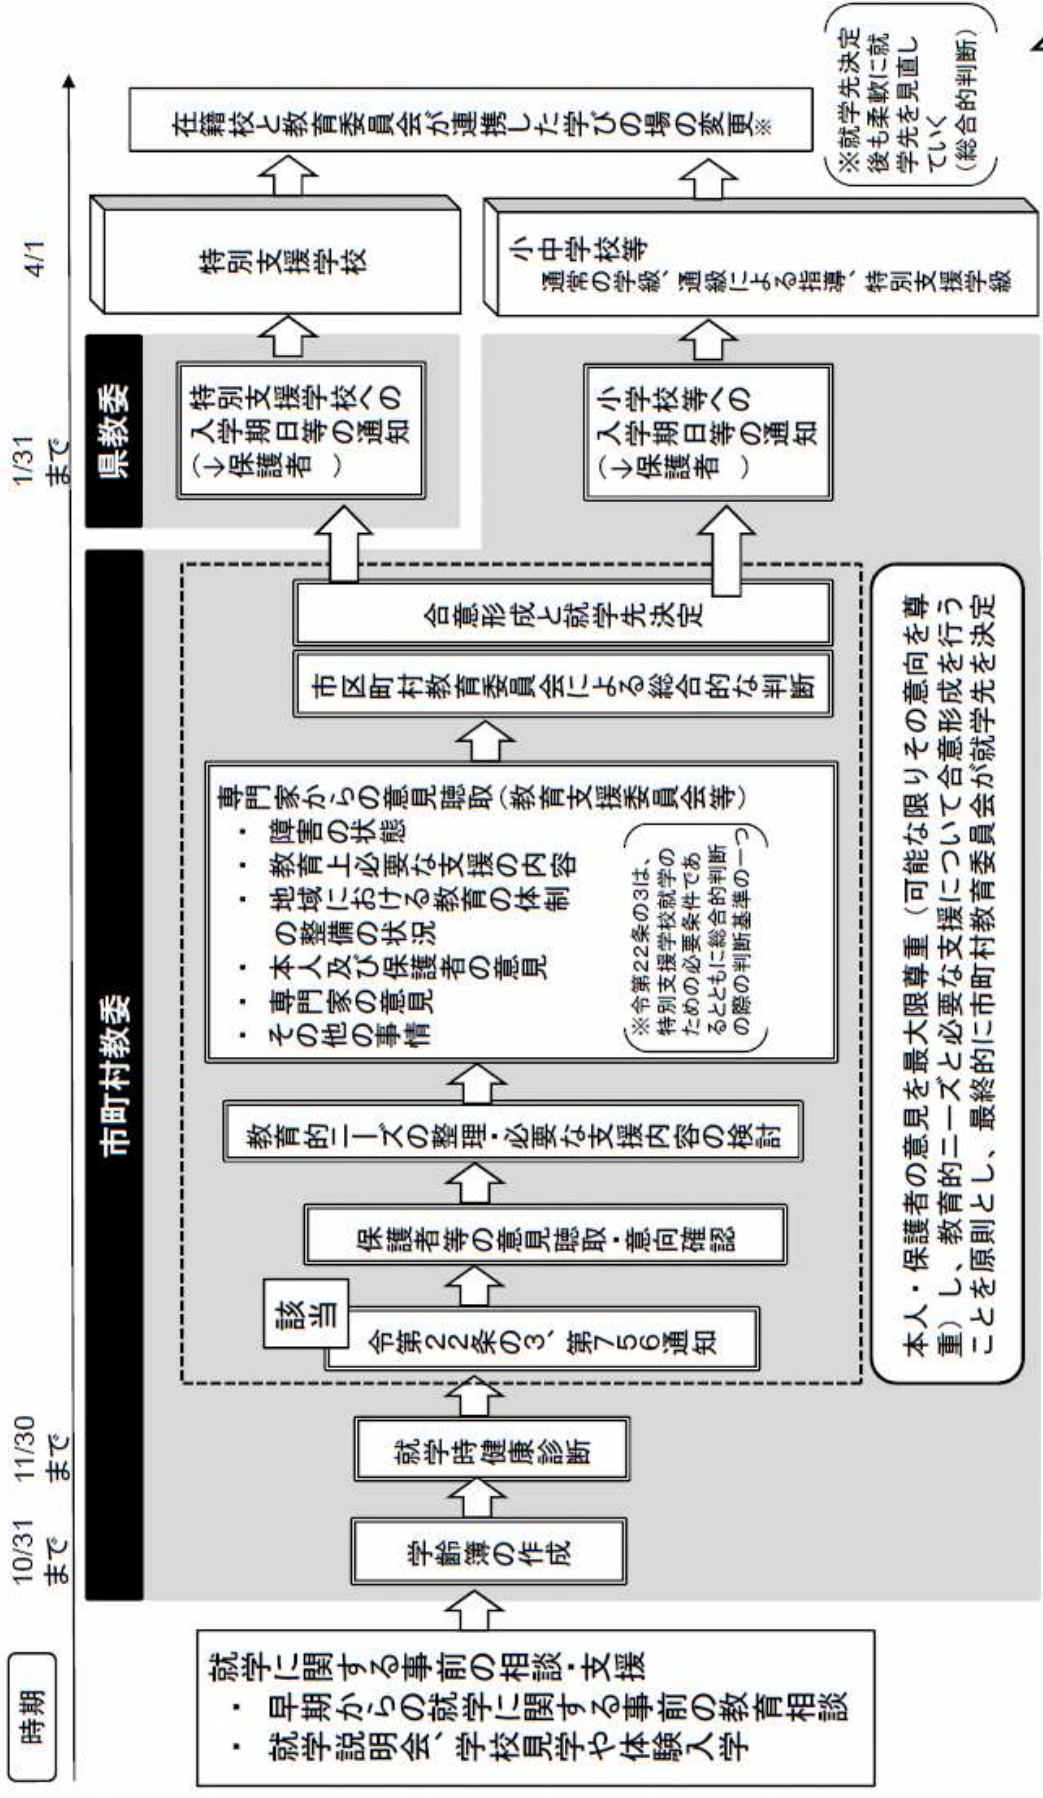 時期
10/31
まで
11/30
まで
1/31
まで
4/1
市町村教委
県教委
就学に関する事前の相談・支援
・ 早期からの就学に関する事前の教育相談
・ 就学説明会、学校見学や体験入学
学齢簿の作成
就学時健康診断
該当
令第22条の3、第756通知
保護者等の意見聴取・意向確認
教育的ニーズの整理・必要な支援内容の検討
専門家からの意見聴取(教育支援委員会等)
・ 障害の状態
・ 教育上必要な支援の内容
・ 地域における教育の体制
の整備の状況
・ 本人及び保護者の意見
・ 専門家の意見
・ その他の事情
※令第22条の3は、
特別支援学校就学の
ための必要条件であ
るとともに総合的判断
の際の判断基準の一つ
市区町村教育委員会による総合的な判断
合意形成と就学先決定
特別支援学校への
入学期日等の通知
(→保護者 )
小学校等への
入学期日等の通知
(→保護者 )
特別支援学校
小中学校等
通常の学級、通級による指導、特別支援学級
在籍校と教育委員会が連携した学びの場の変更※
※就学先決定
後も柔軟に就
学先を見直し
ていく
(総合的判断)
本人・保護者の意見を最大限尊重(可能な限りその意向を尊
重)し、教育的ニーズと必要な支援について合意形成を行う
ことを原則とし、最終的に市町村教育委員会が就学先を決定